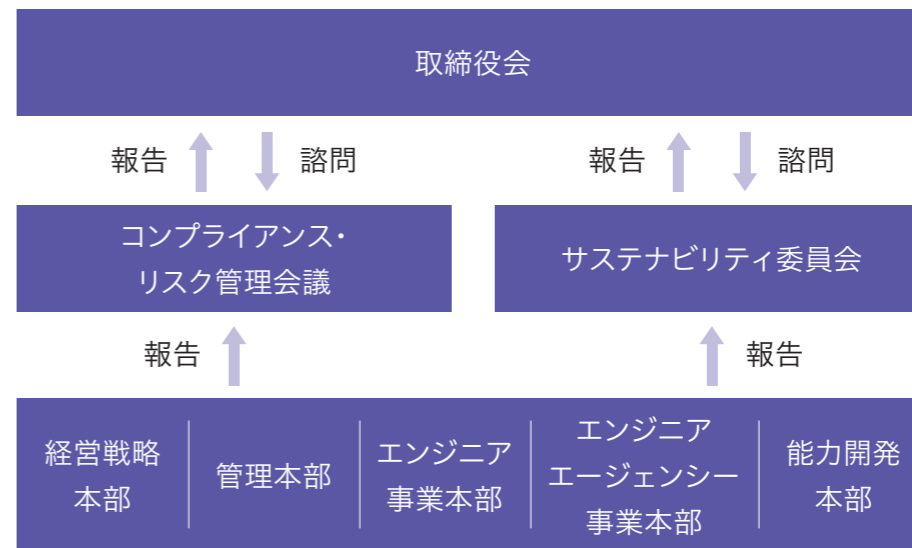 取締役会
報告
諮問
報告
諮問
コンプライアンス・
リスク管理会議
サステナビリティ委員会
報告
報告
経営戦略
本部
管理本部
エンジニア
事業本部
エンジニア
エージェンシー
事業本部
能力開発
本部